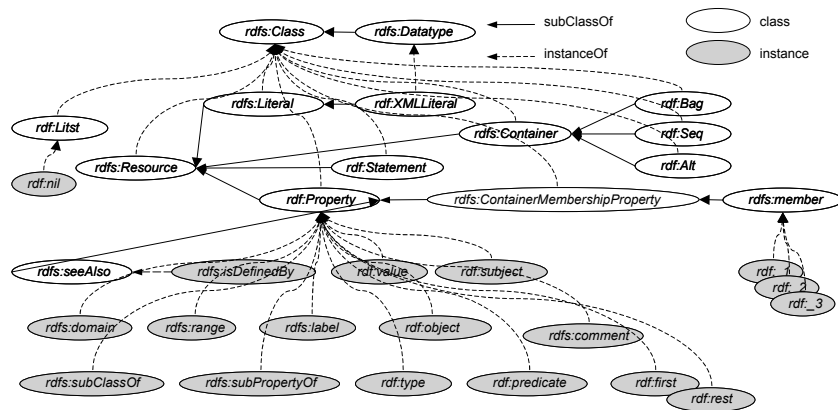 rdfs:Class
rdfs:Datatype
subClassOf
class
instanceOf
instance
rdfs:Literal
rdf:XMLLiteral
rdf:Bag
rdf:Litst
rdfs:Container
rdf:Seq
rdfs:Resource
rdf:Statement
rdf:Alt
rdf:nil
rdf:Property
rdfs:ContainerMembershipProperty
rdfs:member
rdfs:seeAlso
rdfs:isDefinedBy
rdf:value
rdf:subject
rdf:_1
rdf:_2
rdf:_3
rdfs:domain
rdfs:range
rdfs:label
rdf:object
rdfs:comment
rdfs:subClassOf
rdfs:subPropertyOf
rdf:type
rdf:predicate
rdf:first
rdf:rest